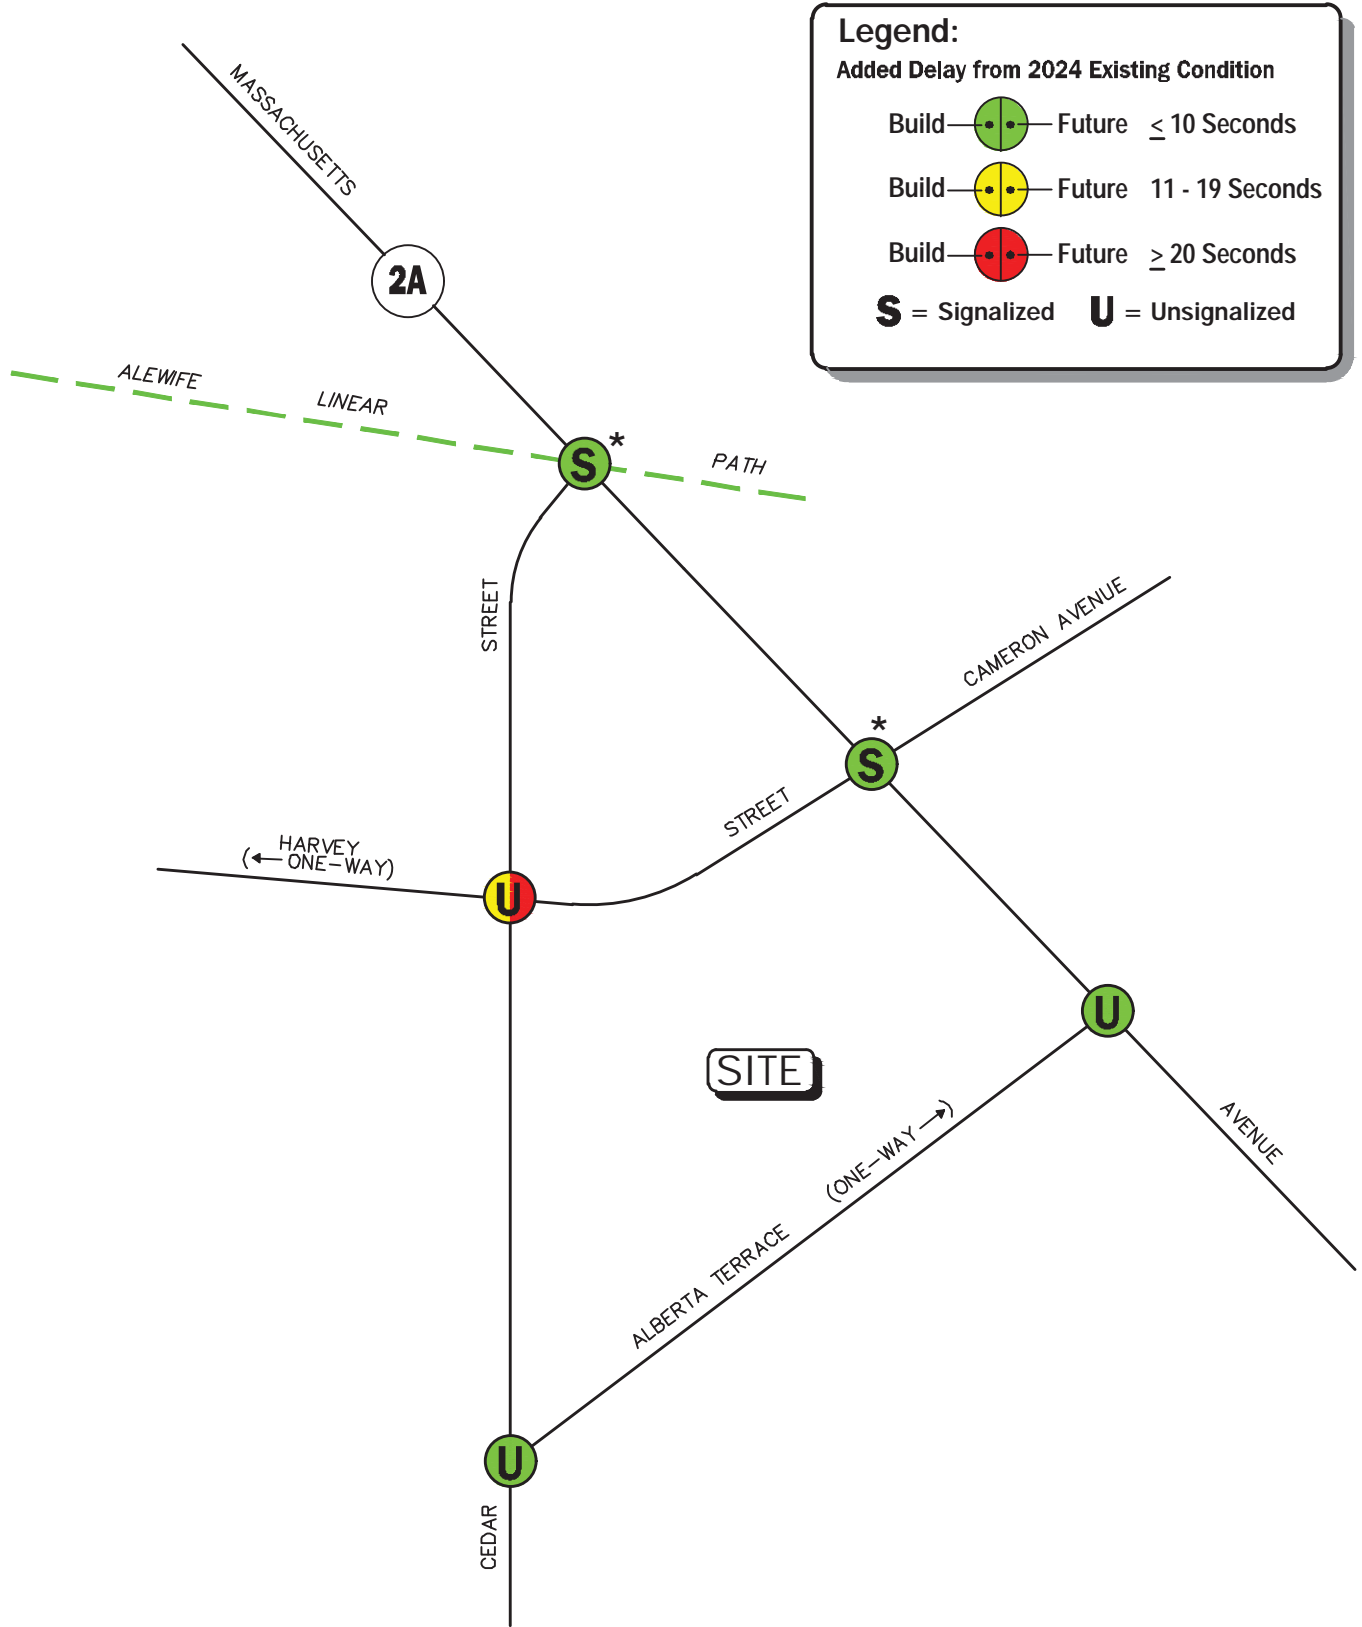 Legend:
Added Delay from 2024 Existing Condition
Build Future ≤ 10 Seconds
Build Future 11 - 19 Seconds
Build Future ≥ 20 Seconds
S = Signalized U = Unsignalized
MASSACHUSETTS
2A
ALEWIFE LINEAR PATH
S *
STREET
CAMERON AVENUE
*
S
STREET
HARVEY
(← ONE-WAY)
U
U
SITE
(ONE-WAY →)
AVENUE
ALBERTA TERRACE
U
CEDAR